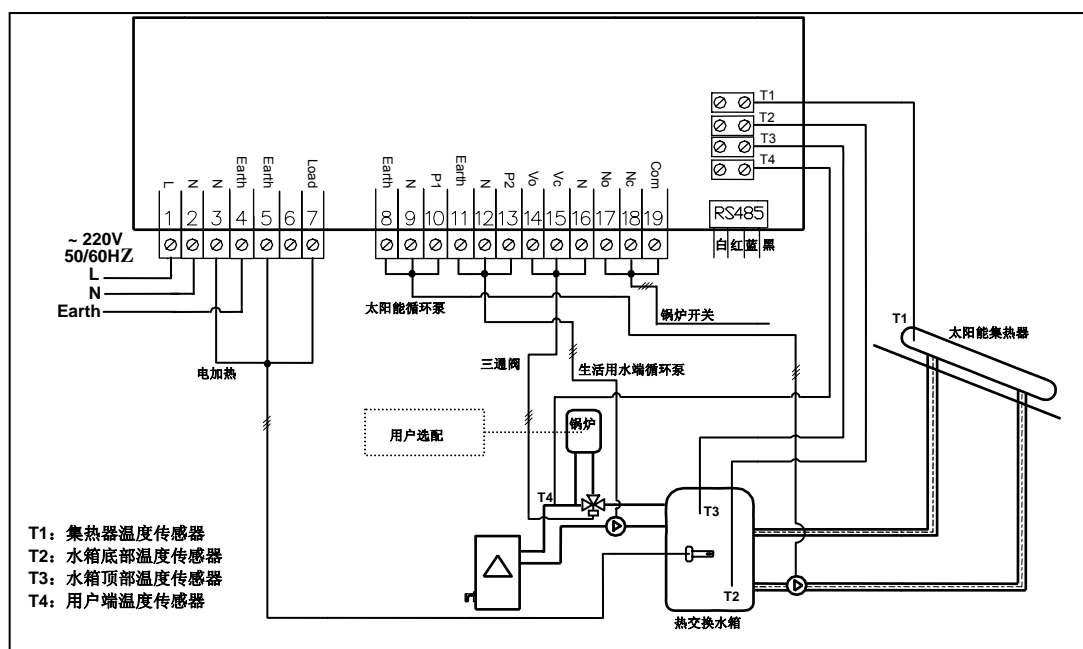 T1
T2
T3
T4
L N N Earth Earth Load
Earth N P1 Earth N P2 Vo Vc N No Nc Com
1 2 3 4 5 6 7
8 9 10 11 12 13 14 15 16 17 18 19
RS485
白 红 蓝 黑
~ 220V
50/60HZ
L
N
Earth
太阳能循环泵
锅炉开关
T1
太阳能集热器
三通阀
生活用水端循环泵
电加热
用户选配
锅炉
T4
T3
T2
热交换水箱
T1：集热器温度传感器
T2：水箱底部温度传感器
T3：水箱顶部温度传感器
T4：用户端温度传感器